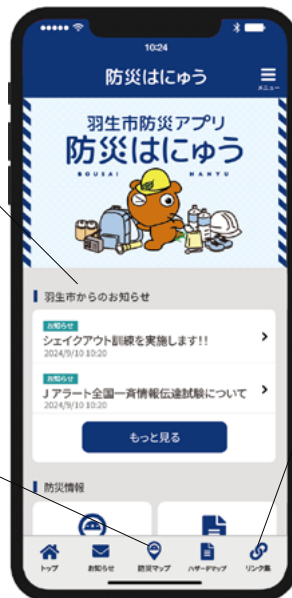 10:24
防災はにゅう
メニュー
羽生市防災アプリ
防災はにゅう
BOUSAI HANYU
羽生市からのお知らせ
お知らせ
シェイクアウト訓練を実施します!!
2024/9/10 10:20
お知らせ
Jアラート全国一斉情報伝達試験について
2024/9/10 10:20
もっと見る
防災情報
トップ お知らせ 防災マップ ハザードマップ リンク集